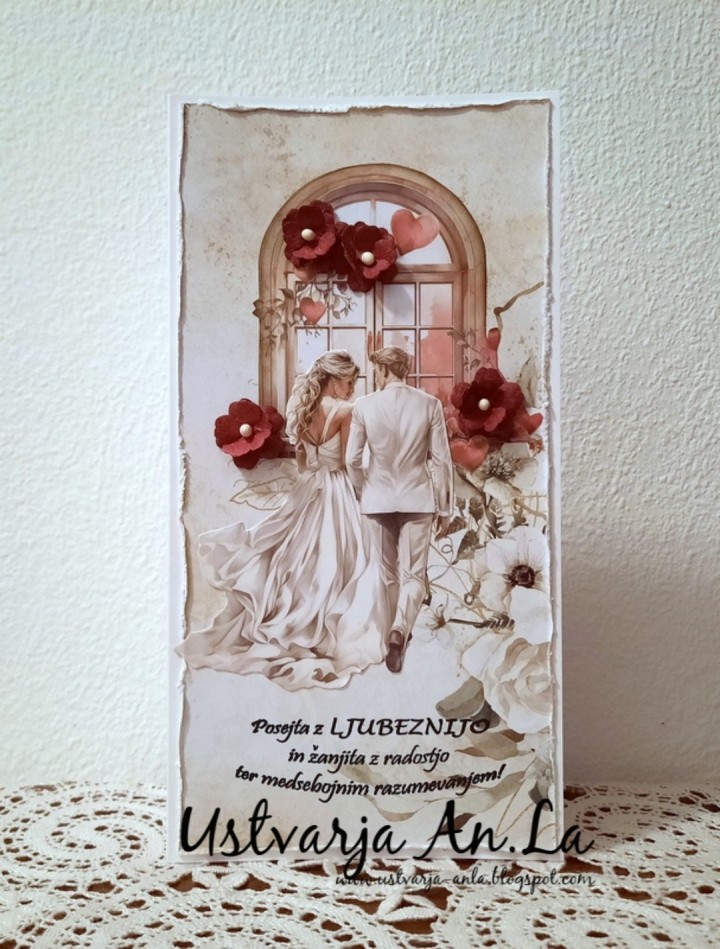 Posejta z LJUBEZNIJO
in žanjita z radostjo
ter medsebojnim razumevanjem!
Ustvarja An.La
www.ustvarja-anla.blogspot.com